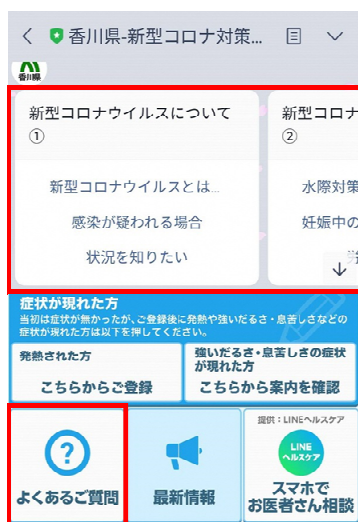 香川県-新型コロナ対策...
香川県
新型コロナウイルスについて
①
新型コロナ
②
新型コロナウイルスとは...
水際対策
感染が疑われる場合
妊娠中の
状況を知りたい
症状が現れた方
当初は症状が無かったが、ご登録後に発熱や強いだるさ・息苦しさなどの
症状が現れた方は以下を押してください。
発熱された方
こちらからご登録
強いだるさ・息苦しさの症状
が現れた方
こちらから案内を確認
よくあるご質問
最新情報
提供：LINEヘルスケア
LINE
ヘルスケア
スマホで
お医者さん相談